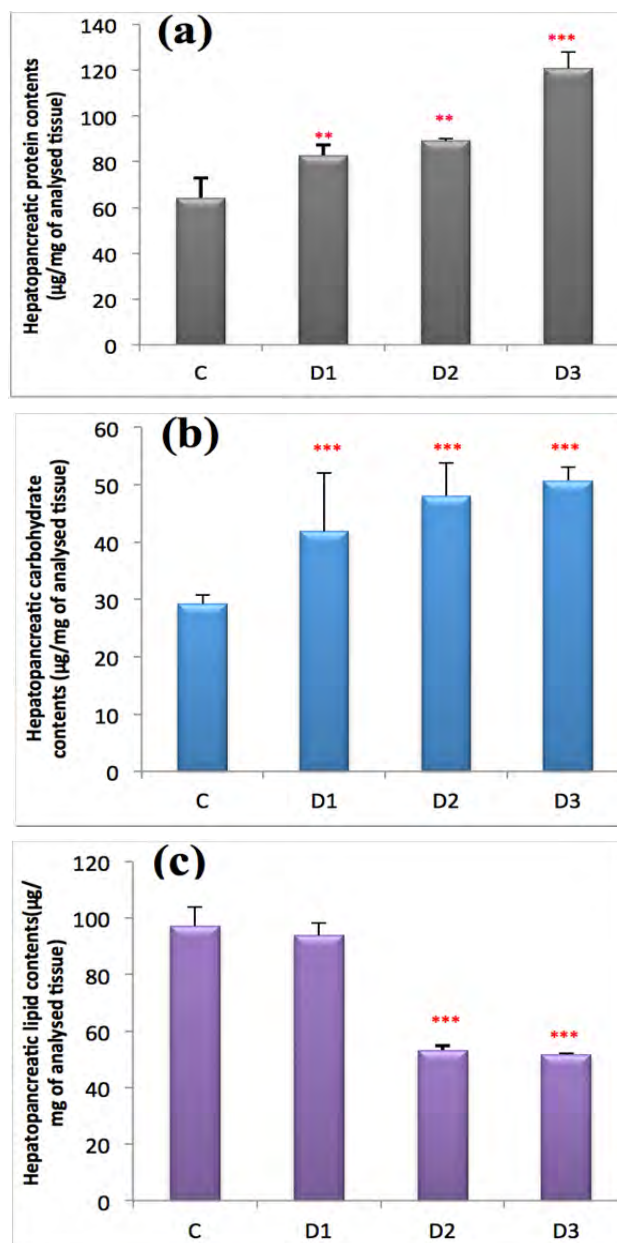 (a)
Hepatopancreatic protein contents
(µg/mg of analysed tissue)
140
120
100
80
60
40
20
0
**
**
***
C D1 D2 D3
(b)
Hepatopancreatic carbohydrate
contents (µg/mg of analysed tissue)
60
50
40
30
20
10
0
***
***
***
C D1 D2 D3
(c)
Hepatopancreatic lipid contents(µg/
mg of analysed tissue)
120
100
80
60
40
20
0
***
***
C D1 D2 D3